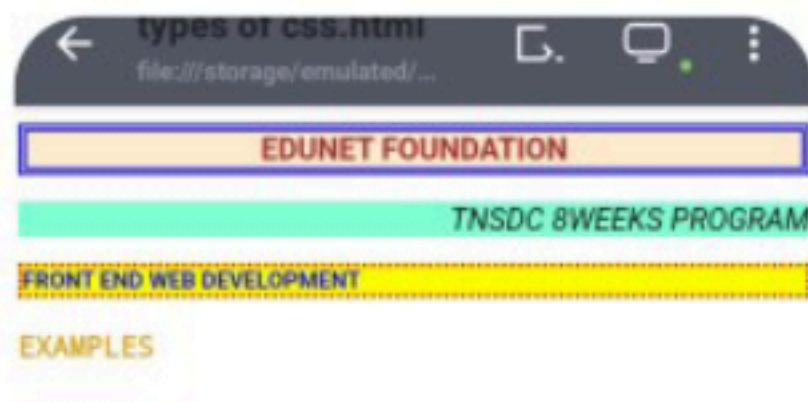 types of css.html
file:///storage/emulated/...
EDUNET FOUNDATION
TNSDC 8WEEKS PROGRAM
FRONT END WEB DEVELOPMENT
EXAMPLES